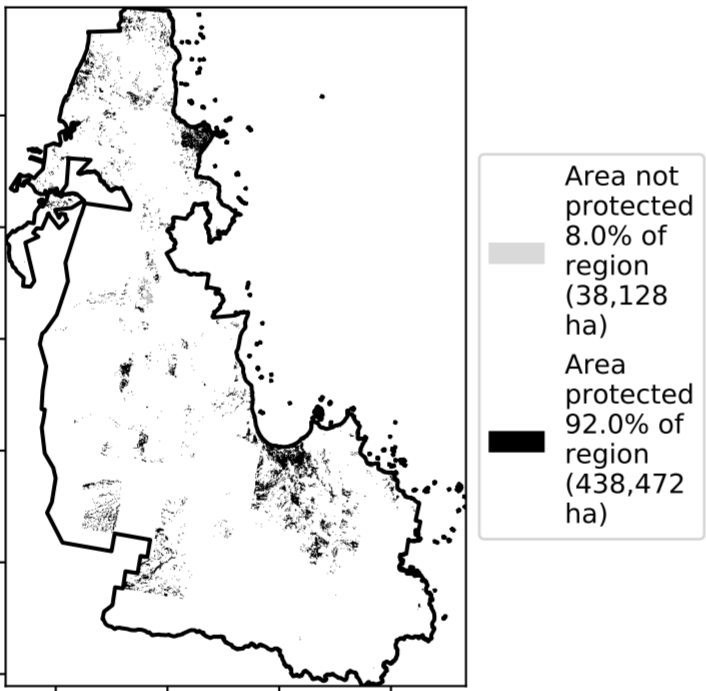 Area not
protected
8.0% of
region
(38,128
ha)
Area
protected
92.0% of
region
(438,472
ha)